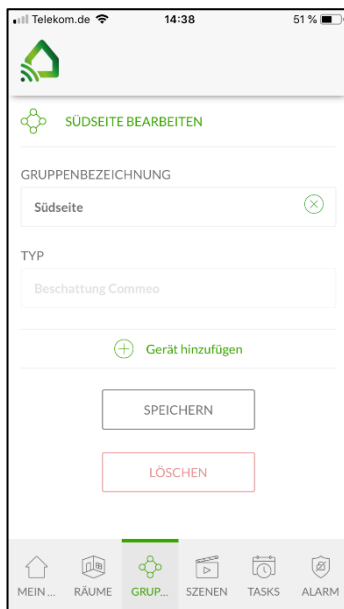 Telekom.de 14:38 51 %
SÜDSEITE BEARBEITEN
GRUPPENBEZEICHNUNG
Südseite
TYP
Beschattung Commeo
Gerät hinzufügen
SPEICHERN
LÖSCHEN
MEIN... RÄUME GRUP... SZENEN TASKS ALARM